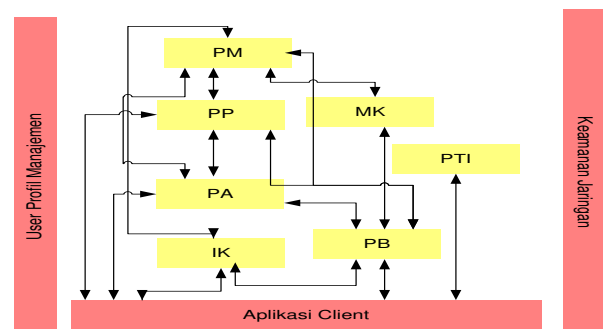 User Profil Manajemen
PM
PP
MK
PTI
PA
IK
PB
Aplikasi Client
Keamanan Jaringan